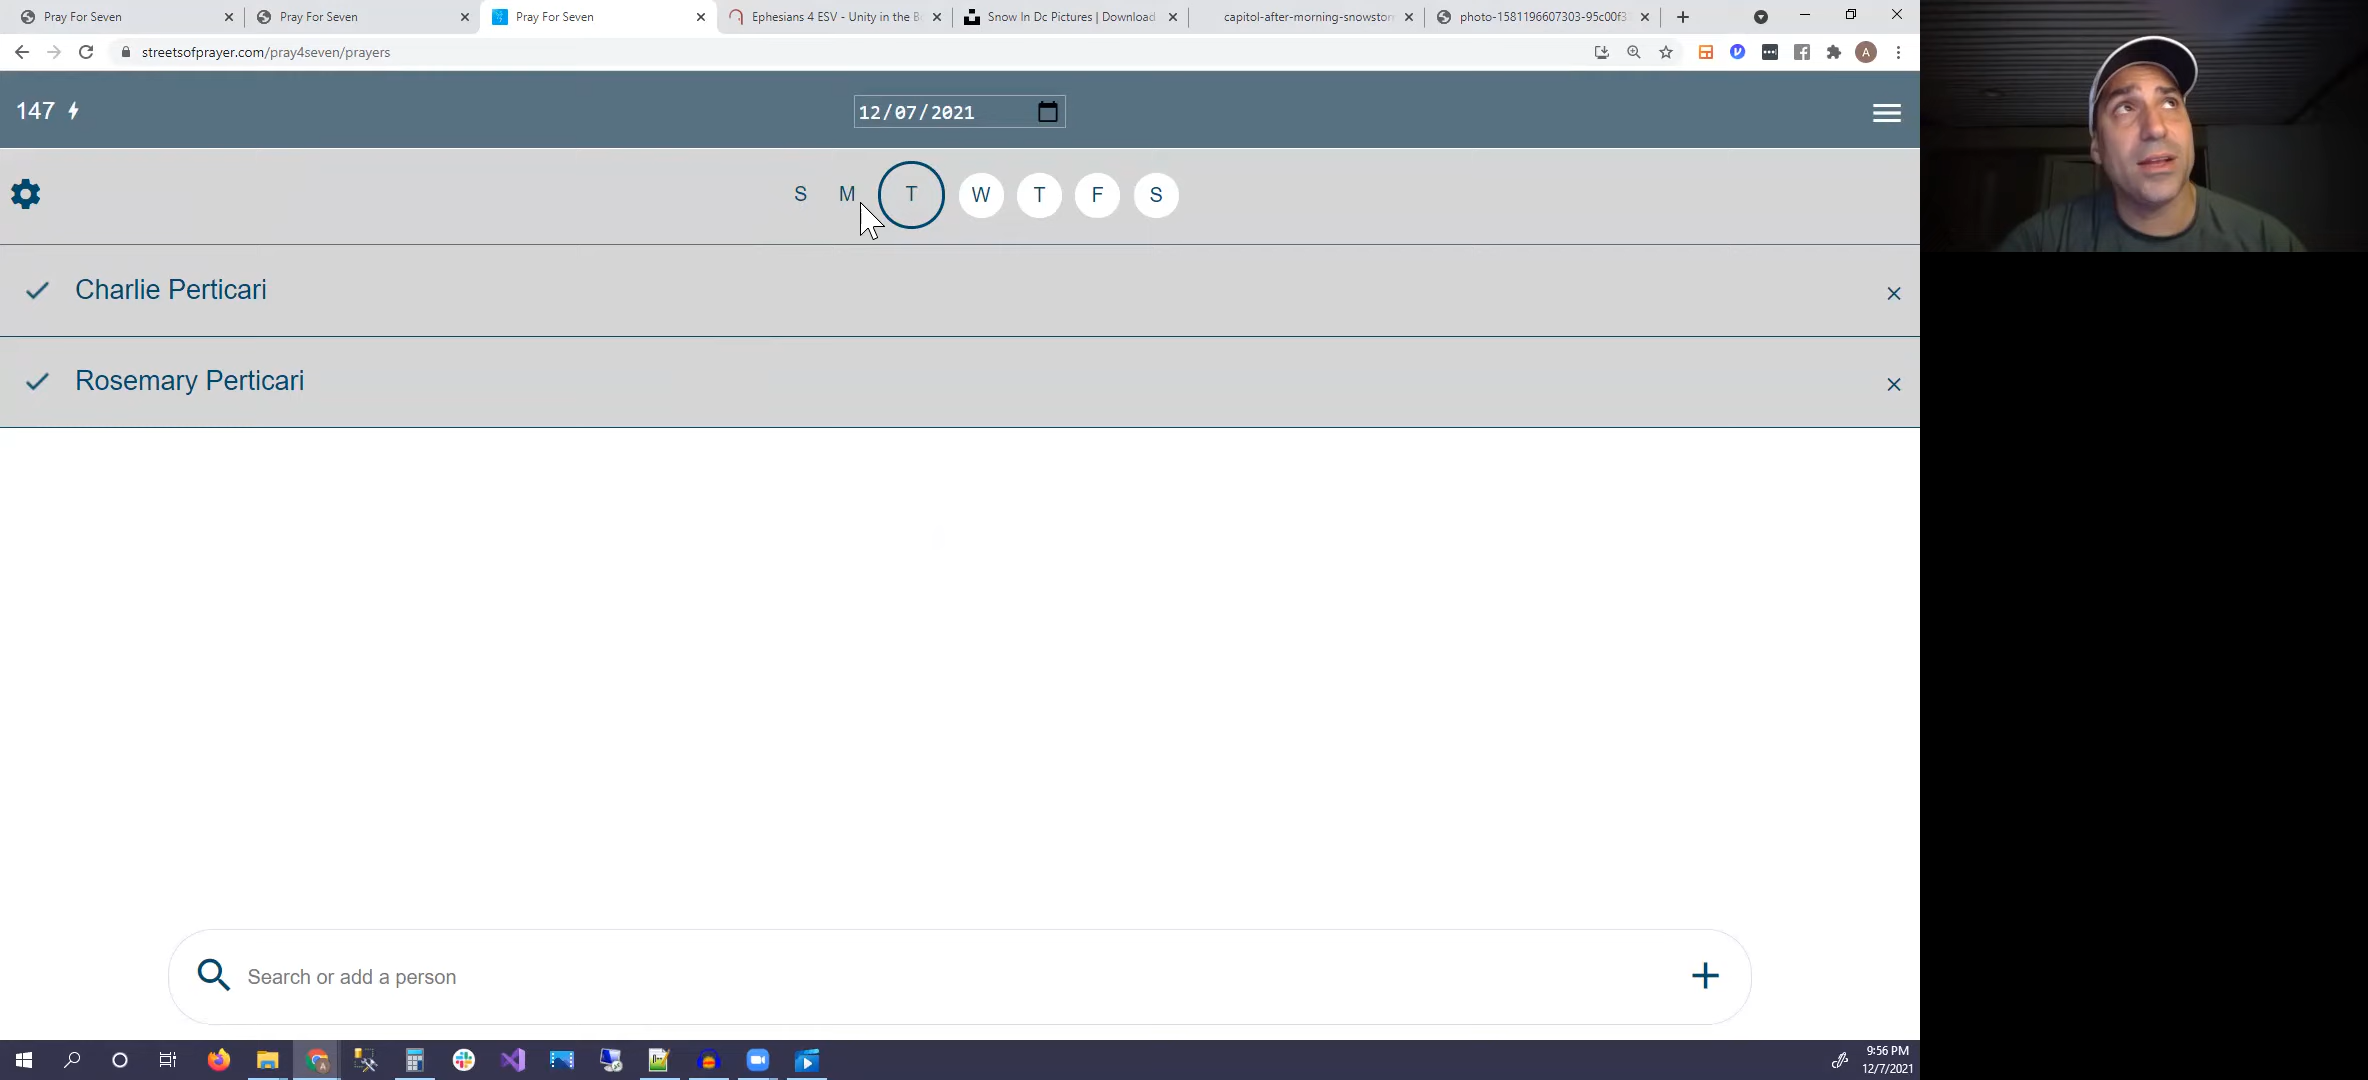 Pray For Seven
Pray For Seven
Pray For Seven
Ephesians 4 ESV - Unity in the B
Snow In Dc Pictures | Download
capitol-after-morning-snowstor
photo-1581196607303-95c00f3
streetsofprayer.com/pray4seven/prayers
A
147
12/07/2021
S M T W T F S
Charlie Perticari
Rosemary Perticari
Search or add a person
9:56 PM
12/7/2021